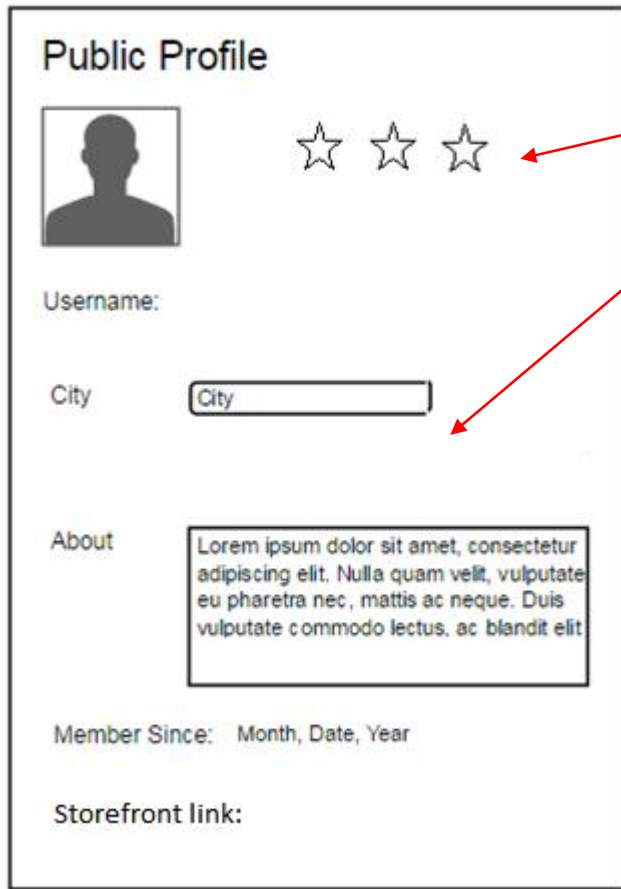 Public Profile
Username:
City City
About
Lorem ipsum dolor sit amet, consectetur
adipiscing elit. Nulla quam velit, vulputate
eu pharetra nec, mattis ac neque. Duis
vulputate commodo lectus, ac blandit elit
Member Since: Month, Date, Year
Storefront link: